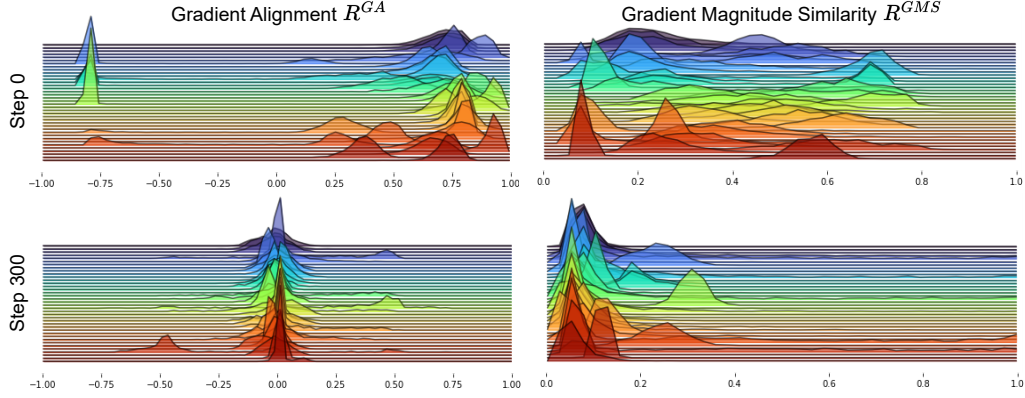 Gradient Alignment R^{GA} Gradient Magnitude Similarity R^{GMS}
Step 0
−1.00 −0.75 −0.50 −0.25 0.00 0.25 0.50 0.75 1.00 0.0 0.2 0.4 0.6 0.8 1.0
Step 300
−1.00 −0.75 −0.50 −0.25 0.00 0.25 0.50 0.75 1.00 0.0 0.2 0.4 0.6 0.8 1.0